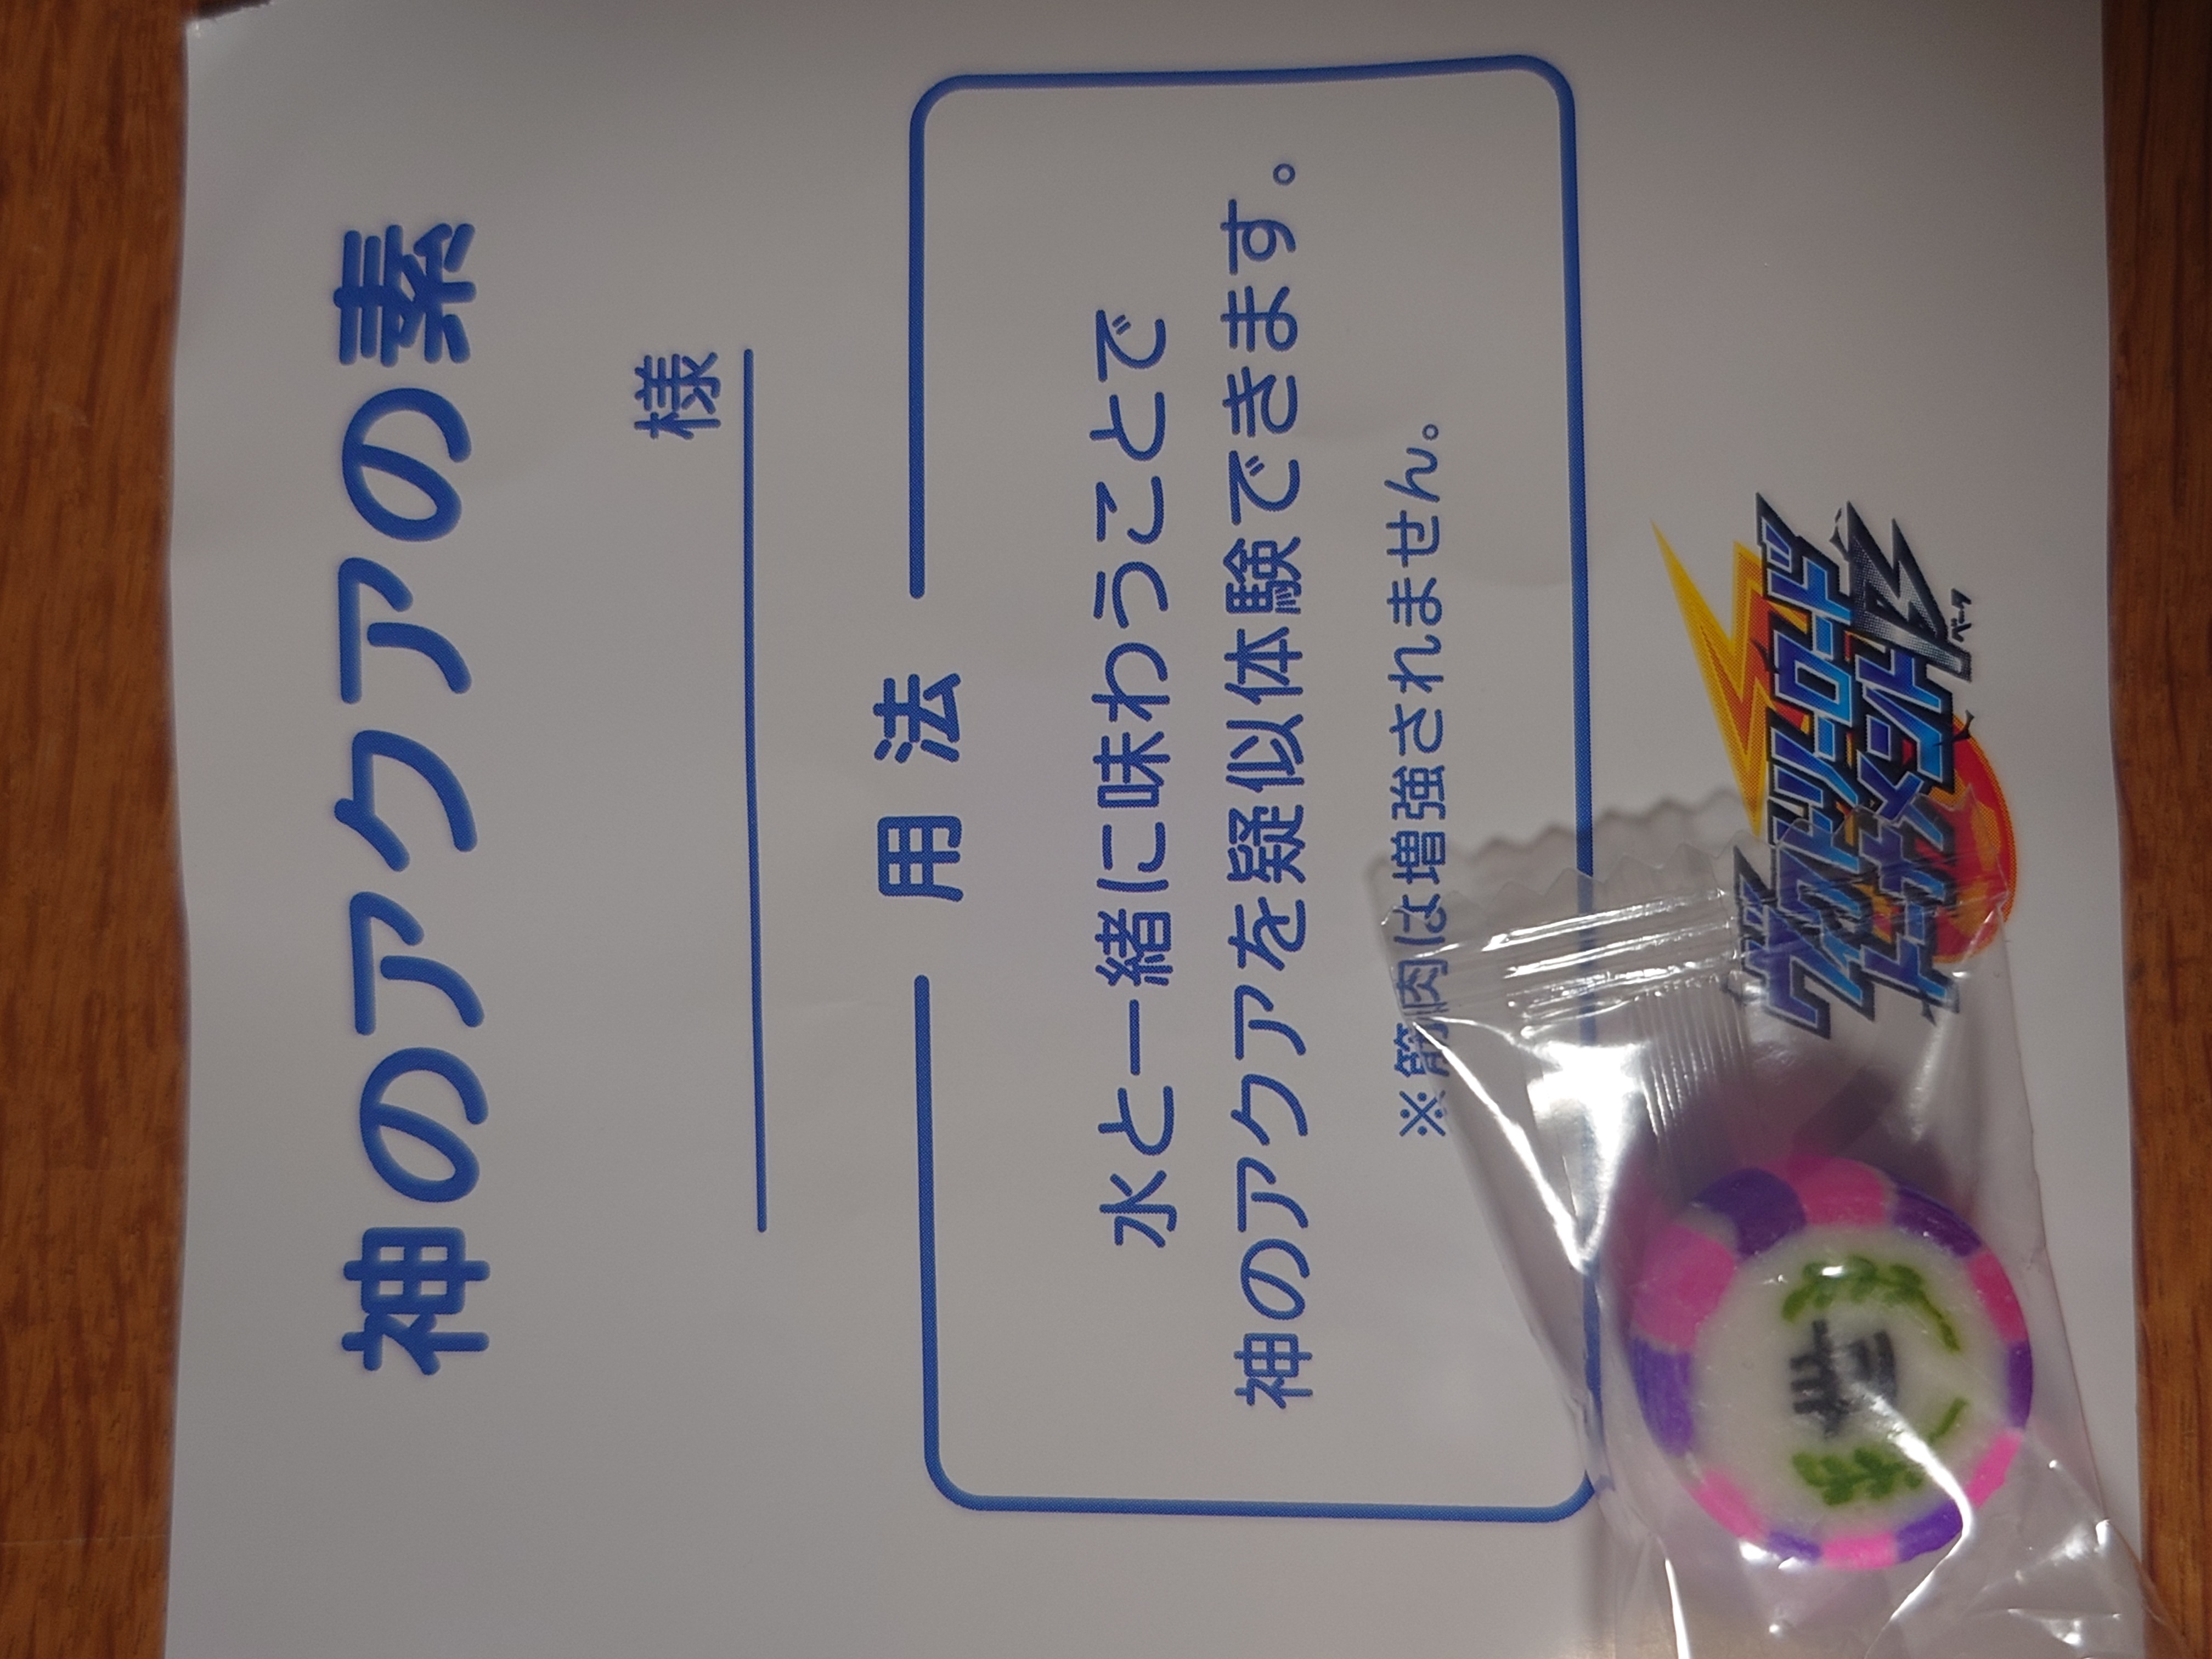 神のアクアの素
様
用法
水と一緒に味わうことで
神のアクアを疑似体験できます。
※筋肉は増強されません。